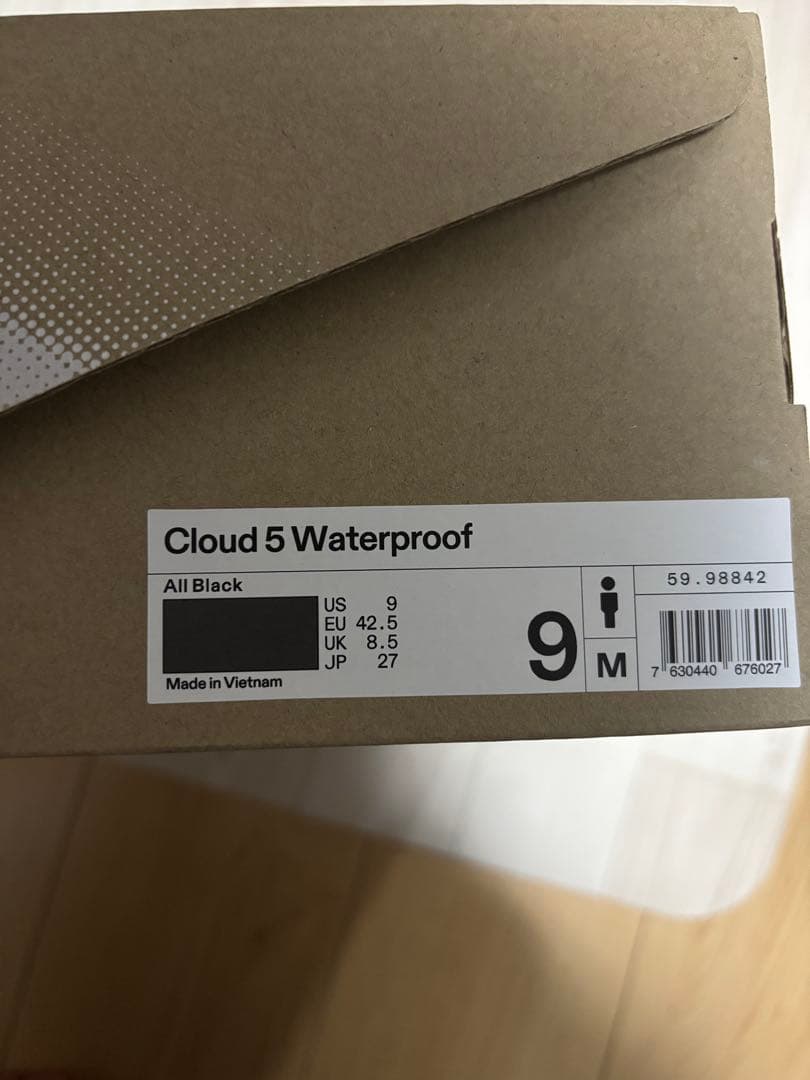 Cloud 5 Waterproof
All Black
US 9
EU 42.5
UK 8.5
JP 27
Made in Vietnam
9
M
59.98842
7 630440 676027